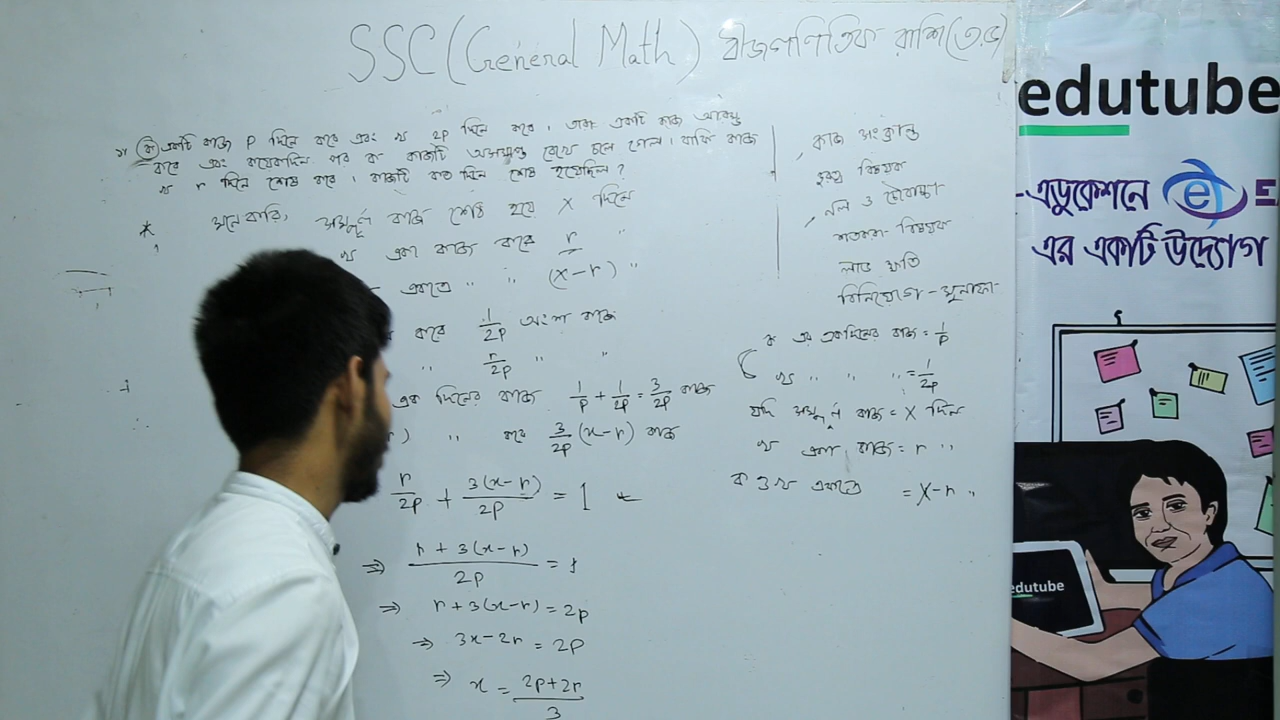 SSC (General Math) বীজগণিতিক রাশি (৩.৫)
১) ক একটি কাজ P দিনে করে এবং খ 2P দিনে করে। তারা একটি কাজ আরম্ভ
করে এবং কয়েকদিন পর ক কাজটি অসমাপ্ত রেখে চলে গেল। বাকি কাজ
খ r দিনে শেষ করে। কাজটি কত দিনে শেষ হয়েছিল?
* মনে করি, সম্পূর্ণ কাজ শেষ হয় X দিনে
খ একা কাজ করে r "
একত্রে " " (x-r) "
করে 1/2P অংশ কাজ
" r/2P " "
এক দিনের কাজ 1/P + 1/2P = 3/2P কাজ
) " করে 3/2P (x-r) কাজ
r/2P + 3(x-r)/2P = 1
⇒ r + 3(x-r)/2P = 1
⇒ r+3(x-r) = 2P
⇒ 3x-2r = 2P
⇒ x = 2P+2r/3
কাজ সংক্রান্ত
বিষয়ক
নল ও চৌবাচ্চা
শতকরা বিষয়ক
লাভ ক্ষতি
বিনিয়োগ-মুনাফা
ক এর একদিনের কাজ = 1/P
খ " " " = 1/2P
যদি সম্পূর্ণ কাজ = X দিন
খ একা কাজ = r "
ক ও খ একত্রে = X-r "
edutube
-এডুকেশনে e E
এর একটি উদ্যোগ
edutube